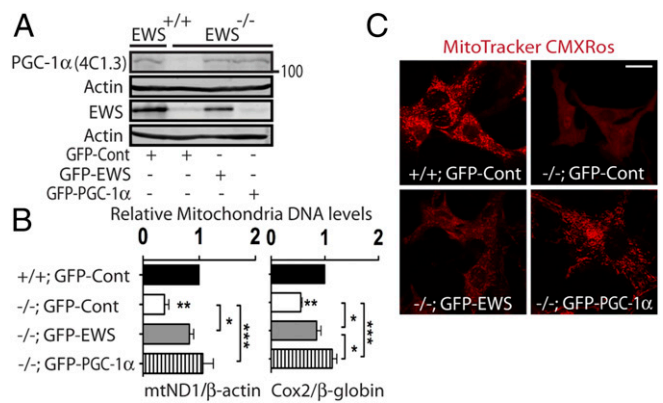 A
EWS+/+ EWS-/-
PGC-1α(4C1.3)
100
Actin
EWS
Actin
GFP-Cont + + - -
GFP-EWS - - + -
GFP-PGC-1α - - - +
B
Relative Mitochondria DNA levels
0 1 2 0 1 2
+/+; GFP-Cont
-/-; GFP-Cont ** **
-/-; GFP-EWS * *** * ***
-/-; GFP-PGC-1α *
mtND1/β-actin Cox2/β-globin
C
MitoTracker CMXRos
+/+; GFP-Cont -/-; GFP-Cont
-/-; GFP-EWS -/-; GFP-PGC-1α